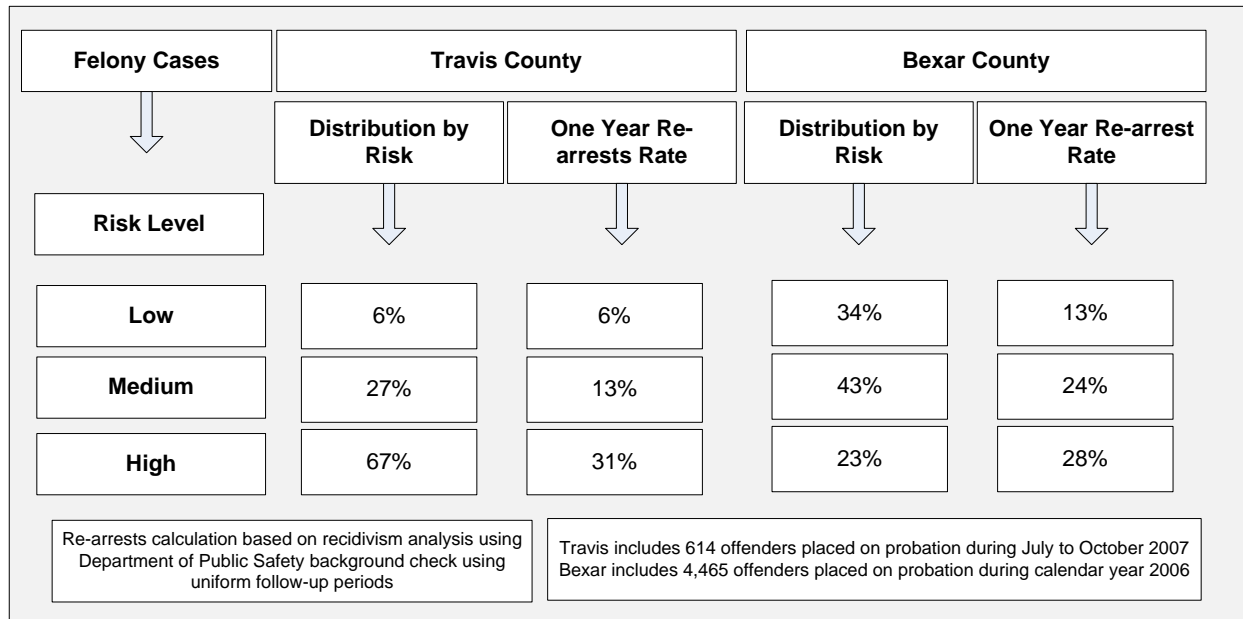 Felony Cases
Travis County
Bexar County
Distribution by
Risk
One Year Re-
arrests Rate
Distribution by
Risk
One Year Re-arrest
Rate
Risk Level
Low
6%
6%
34%
13%
Medium
27%
13%
43%
24%
High
67%
31%
23%
28%
Re-arrests calculation based on recidivism analysis using
Department of Public Safety background check using
uniform follow-up periods
Travis includes 614 offenders placed on probation during July to October 2007
Bexar includes 4,465 offenders placed on probation during calendar year 2006